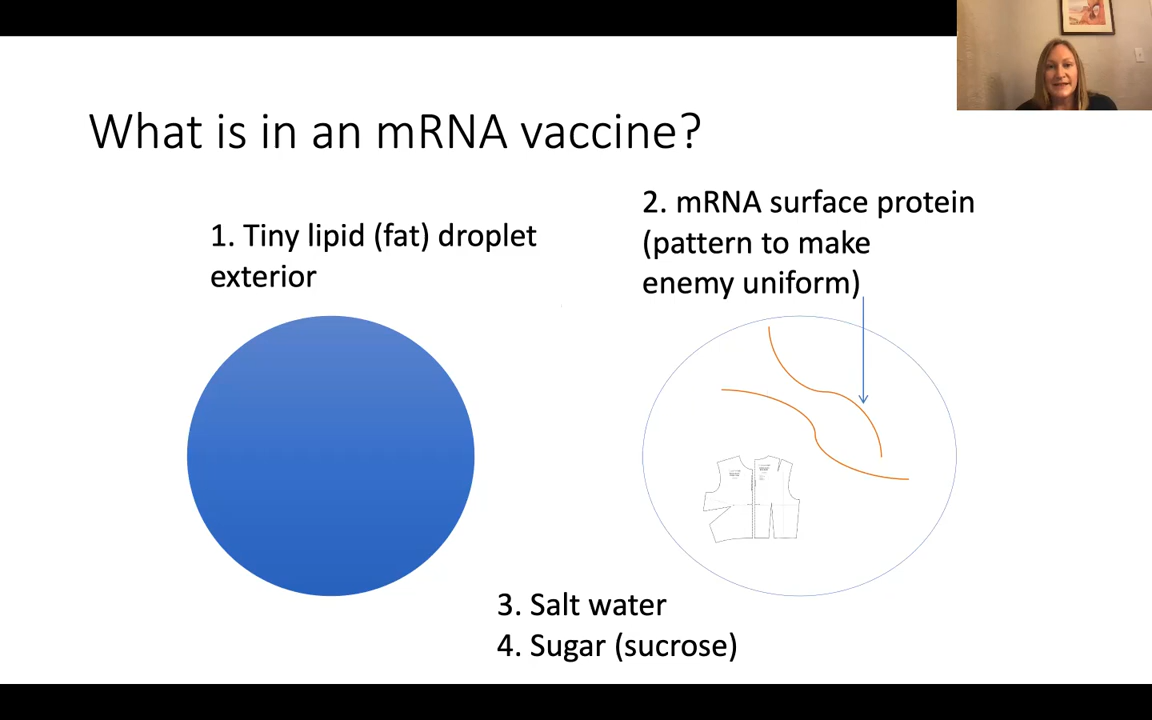 What is in an mRNA vaccine?
1. Tiny lipid (fat) droplet
exterior
2. mRNA surface protein
(pattern to make
enemy uniform)
3. Salt water
4. Sugar (sucrose)